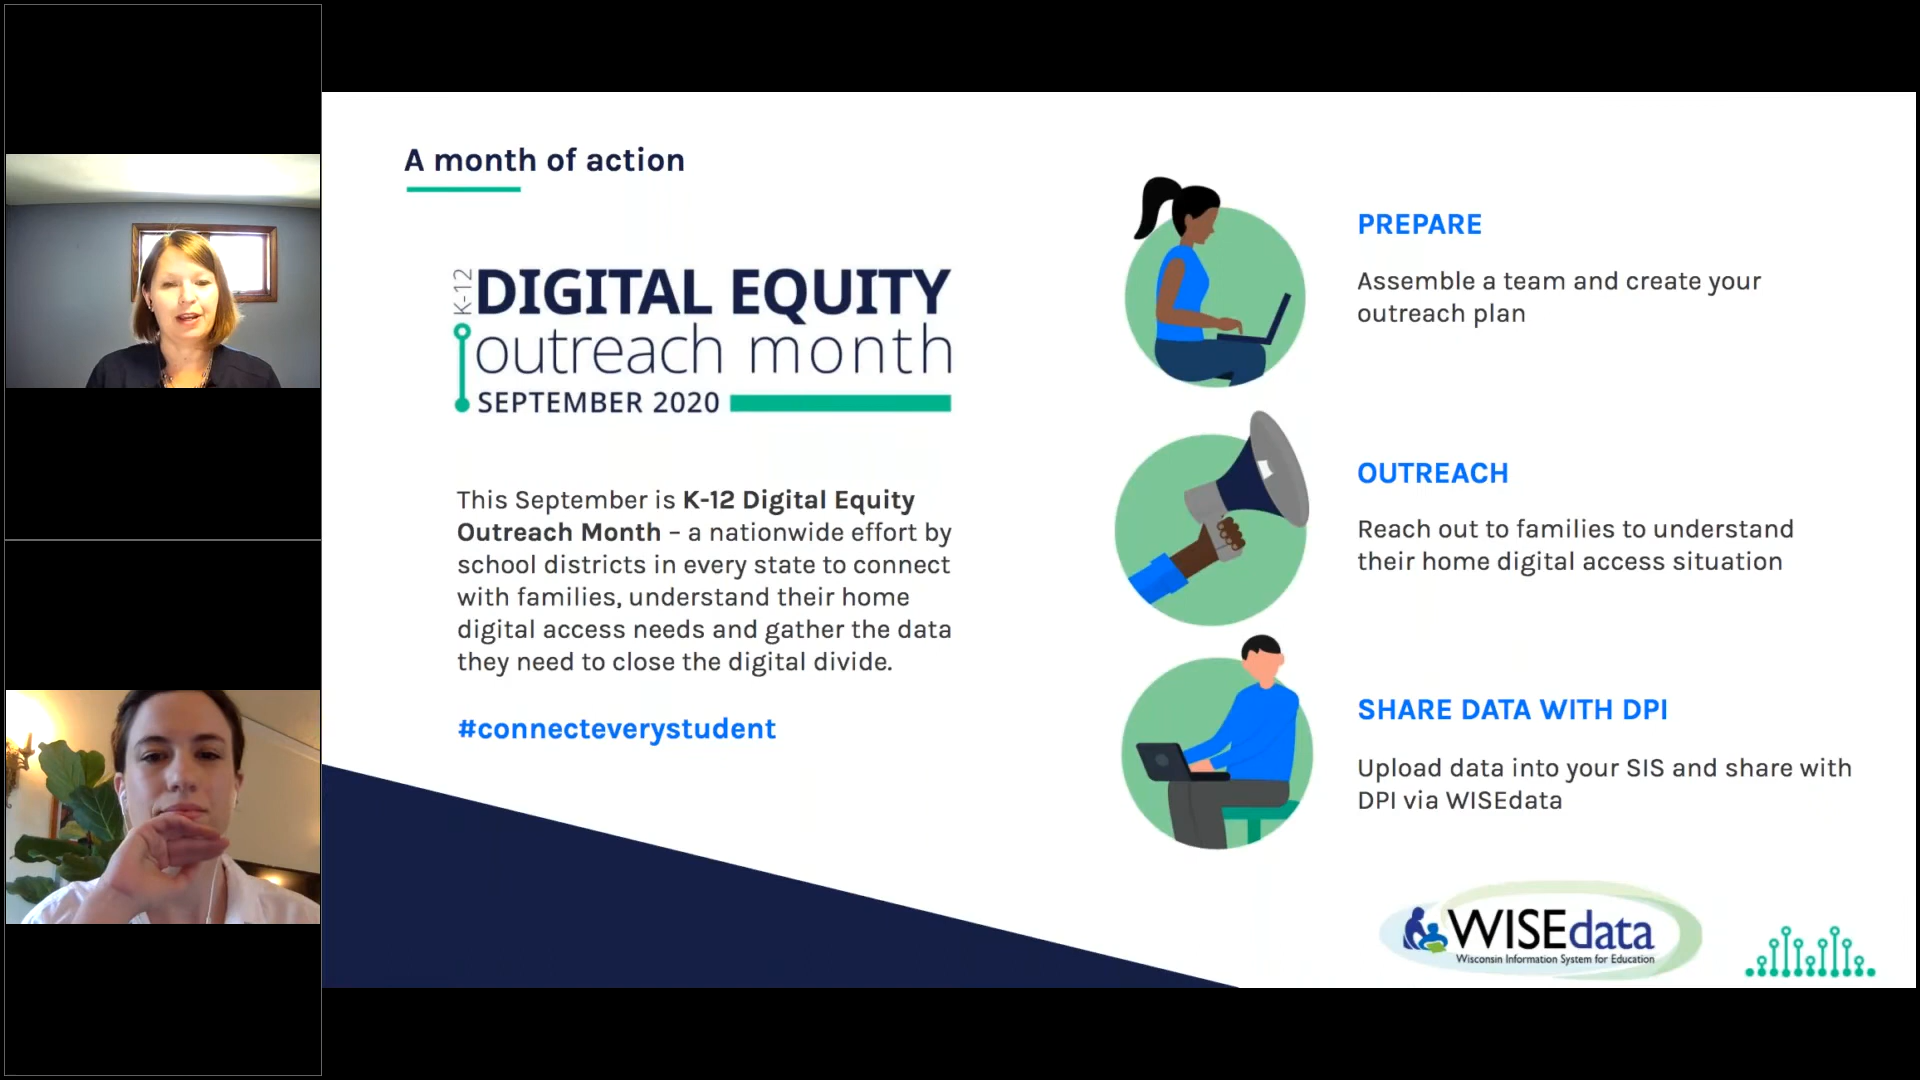 A month of action
K-12
DIGITAL EQUITY
outreach month
SEPTEMBER 2020
This September is K-12 Digital Equity
Outreach Month – a nationwide effort by
school districts in every state to connect
with families, understand their home
digital access needs and gather the data
they need to close the digital divide.
#connecteverystudent
PREPARE
Assemble a team and create your
outreach plan
OUTREACH
Reach out to families to understand
their home digital access situation
SHARE DATA WITH DPI
Upload data into your SIS and share with
DPI via WISEdata
WISEdata
Wisconsin Information System for Education